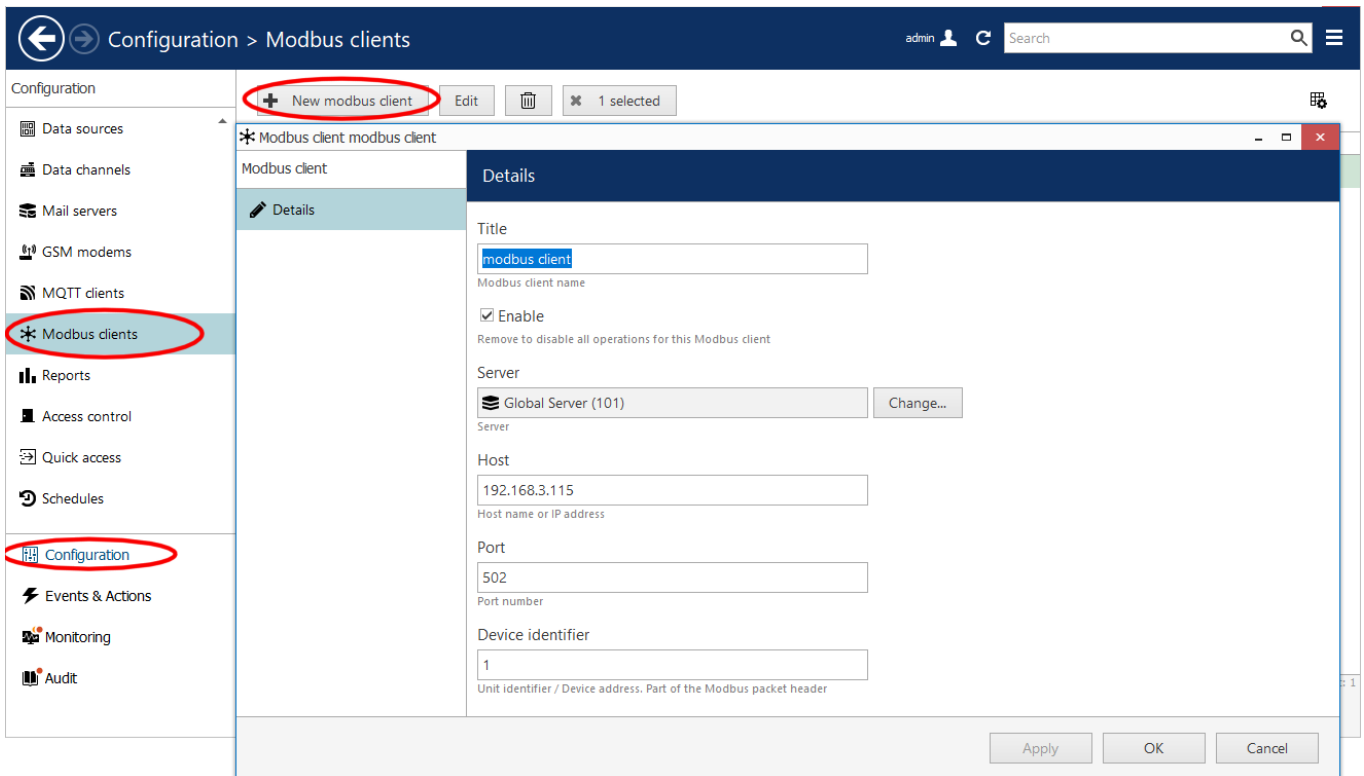 Configuration > Modbus clients
admin
Search
Configuration
Data sources
Data channels
Mail servers
GSM modems
MQTT clients
Modbus clients
Reports
Access control
Quick access
Schedules
Configuration
Events & Actions
Monitoring
Audit
New modbus client
Edit
1 selected
Modbus client modbus client
Modbus client
Details
Details
Title
modbus client
Modbus client name
Enable
Remove to disable all operations for this Modbus client
Server
Global Server (101)
Change...
Server
Host
192.168.3.115
Host name or IP address
Port
502
Port number
Device identifier
1
Unit identifier / Device address. Part of the Modbus packet header
: 1
Apply
OK
Cancel